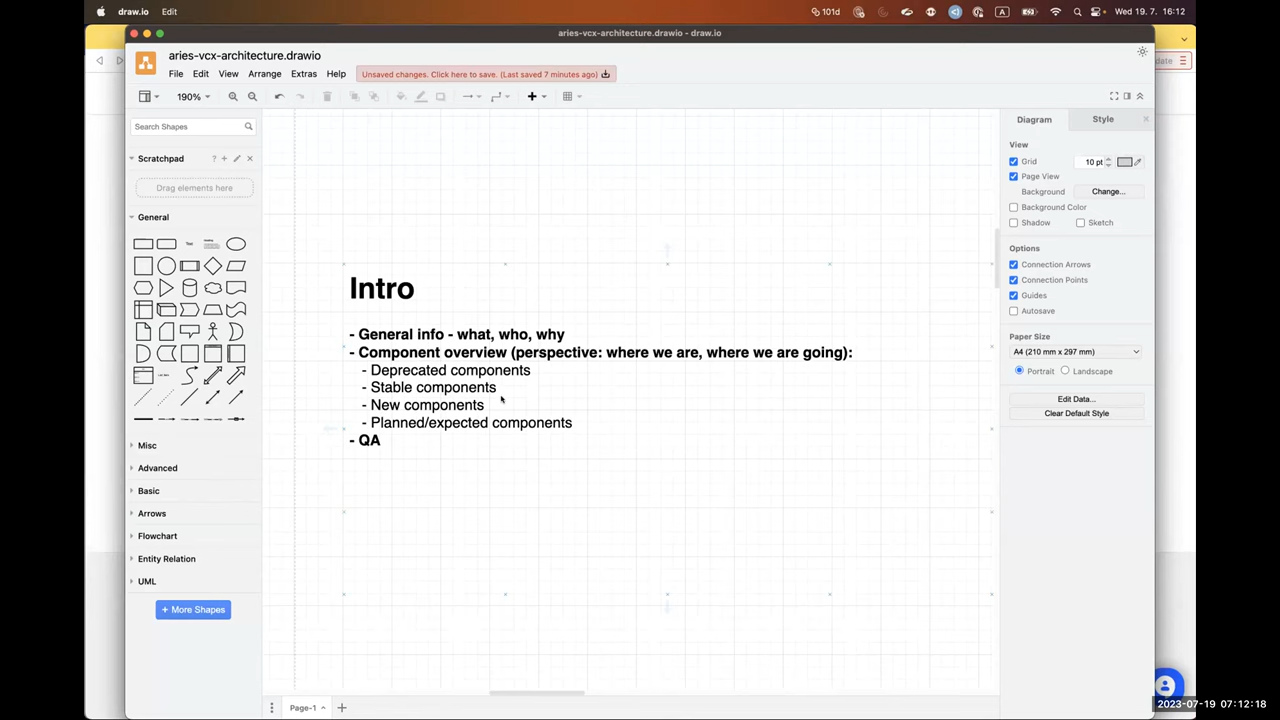 draw.io Edit 101d A Wed 19. 7. 16:12
aries-vcx-architecture.drawio - draw.io
aries-vcx-architecture.drawio
File Edit View Arrange Extras Help Unsaved changes. Click here to save. (Last saved 7 minutes ago)
190%
date
Search Shapes
Scratchpad
Drag elements here
General
Text
Heading
List Item
Misc
Advanced
Basic
Arrows
Flowchart
Entity Relation
UML
+ More Shapes
Intro
- General info - what, who, why
- Component overview (perspective: where we are, where we are going):
- Deprecated components
- Stable components
- New components
- Planned/expected components
- QA
Diagram Style
View
Grid 10 pt
Page View
Background Change...
Background Color
Shadow Sketch
Options
Connection Arrows
Connection Points
Guides
Autosave
Paper Size
A4 (210 mm x 297 mm)
Portrait Landscape
Edit Data...
Clear Default Style
Page-1
2023-07-19 07:12:18